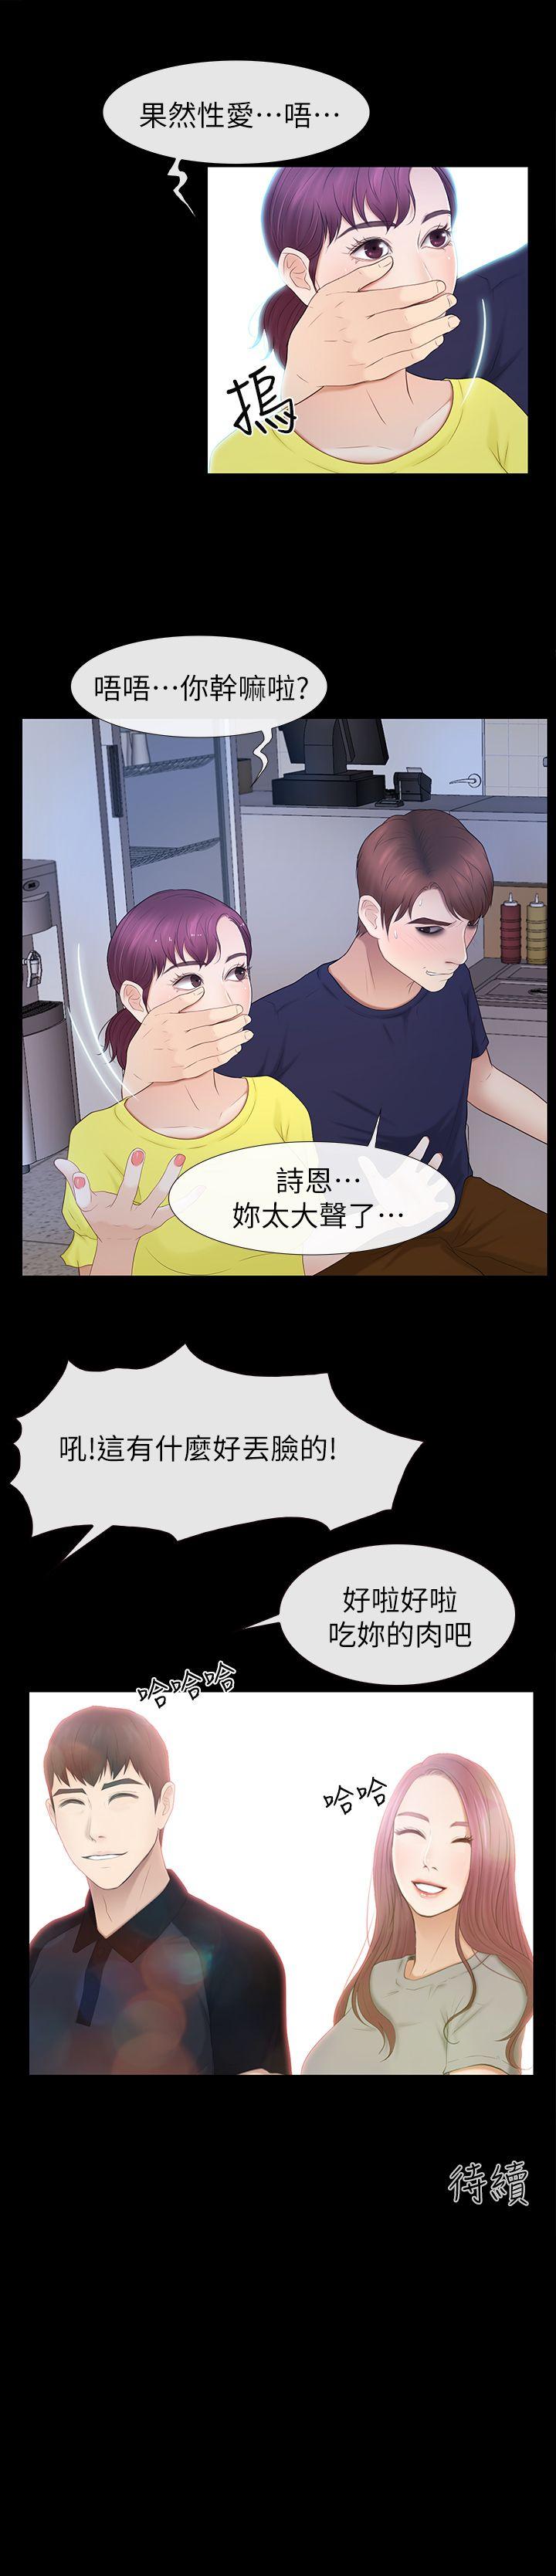 果然性愛⋯唔⋯
摀
唔唔⋯你幹嘛啦?
詩恩⋯
妳太大聲了⋯
吼!這有什麼好丟臉的!
好啦好啦
吃妳的肉吧
哈哈哈
哈哈
待續